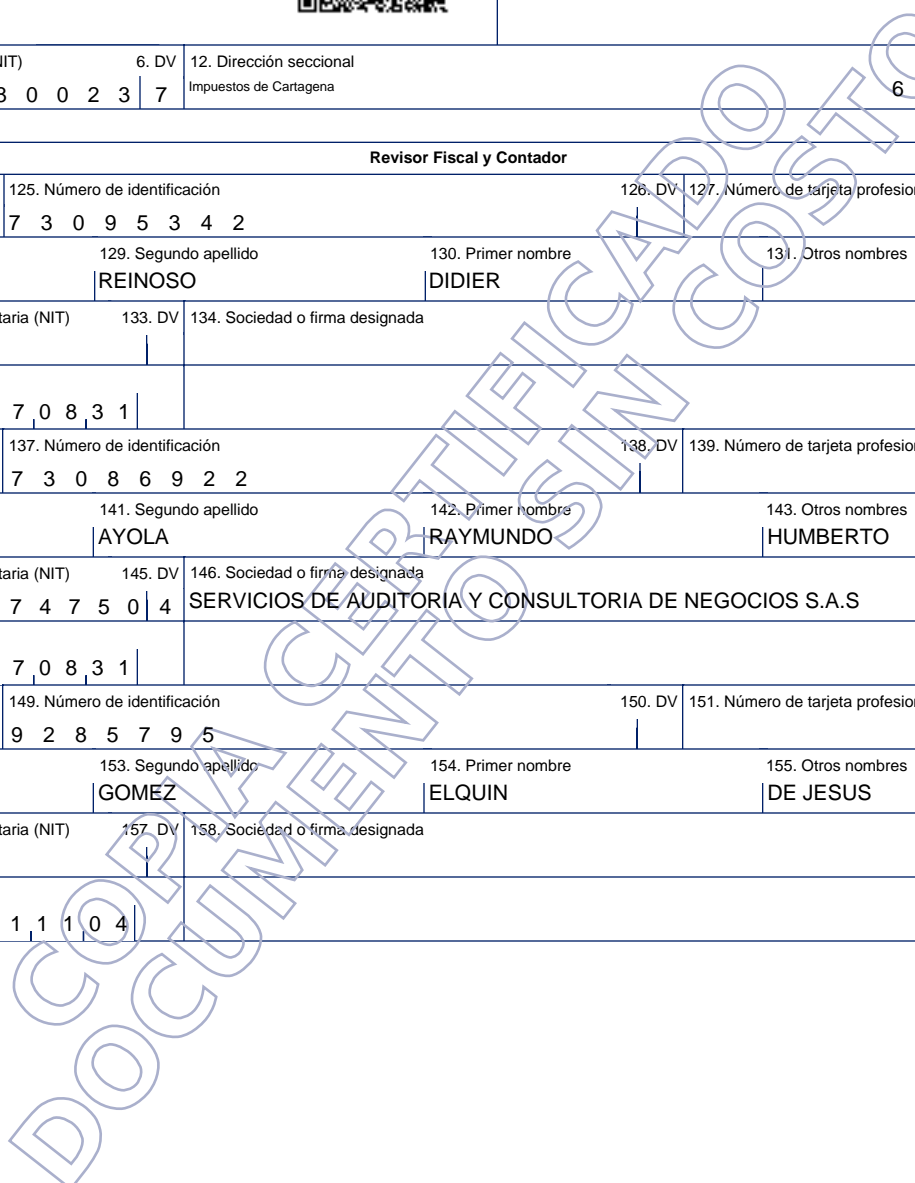 NIT) 6. DV 12. Dirección seccional
3 0 0 2 3 7 Impuestos de Cartagena 6
Revisor Fiscal y Contador
125. Número de identificación 126. DV 127. Número de tarjeta profesion
7 3 0 9 5 3 4 2
129. Segundo apellido 130. Primer nombre 131. Otros nombres
REINOSO DIDIER
taria (NIT) 133. DV 134. Sociedad o firma designada
7 0 8 3 1
137. Número de identificación 138. DV 139. Número de tarjeta profesion
7 3 0 8 6 9 2 2
141. Segundo apellido 142. Primer nombre 143. Otros nombres
AYOLA RAYMUNDO HUMBERTO
taria (NIT) 145. DV 146. Sociedad o firma designada
7 4 7 5 0 4 SERVICIOS DE AUDITORIA Y CONSULTORIA DE NEGOCIOS S.A.S
7 0 8 3 1
149. Número de identificación 150. DV 151. Número de tarjeta profesion
9 2 8 5 7 9 5
153. Segundo apellido 154. Primer nombre 155. Otros nombres
GOMEZ ELQUIN DE JESUS
taria (NIT) 157. DV 158. Sociedad o firma designada
1 1 1 0 4
COPIA CERTIFICADO
DOCUMENTO SIN COSTO